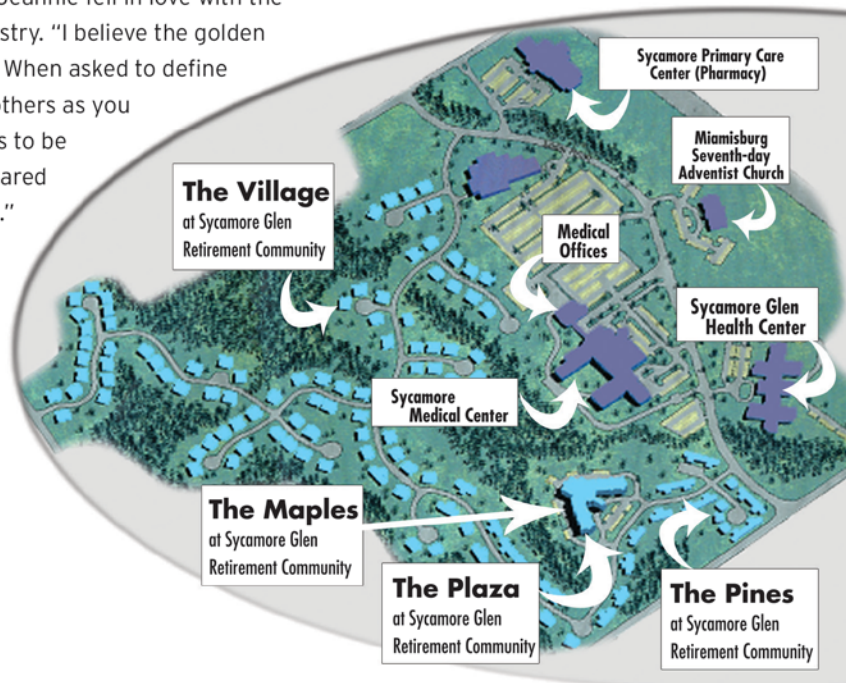 Jeannie fell in love with the
stry. “I believe the golden
When asked to define
others as you
s to be
ared
.”
Sycamore Primary Care
Center (Pharmacy)
Miamisburg
Seventh-day
Adventist Church
The Village
at Sycamore Glen
Retirement Community
Medical
Offices
Sycamore Glen
Health Center
Sycamore
Medical Center
The Maples
at Sycamore Glen
Retirement Community
The Plaza
at Sycamore Glen
Retirement Community
The Pines
at Sycamore Glen
Retirement Community